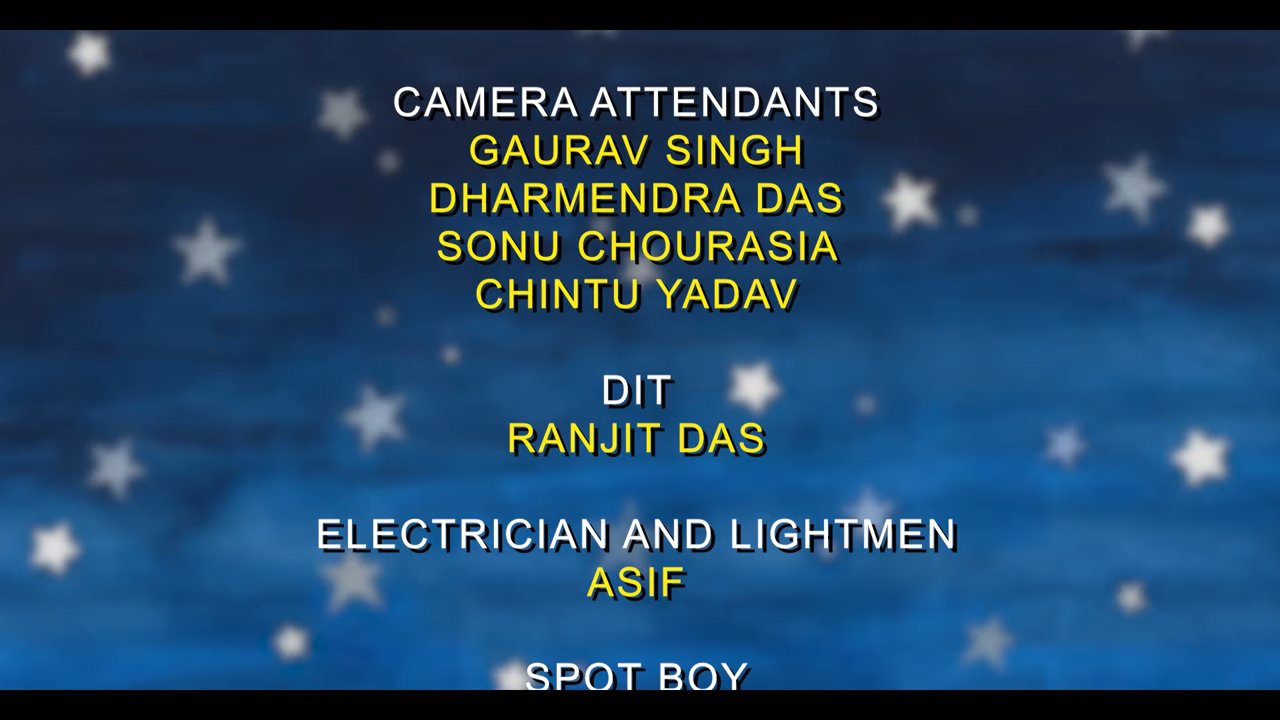 CAMERA ATTENDANTS
GAURAV SINGH
DHARMENDRA DAS
SONU CHOURASIA
CHINTU YADAV
DIT
RANJIT DAS
ELECTRICIAN AND LIGHTMEN
ASIF
SPOT BOY